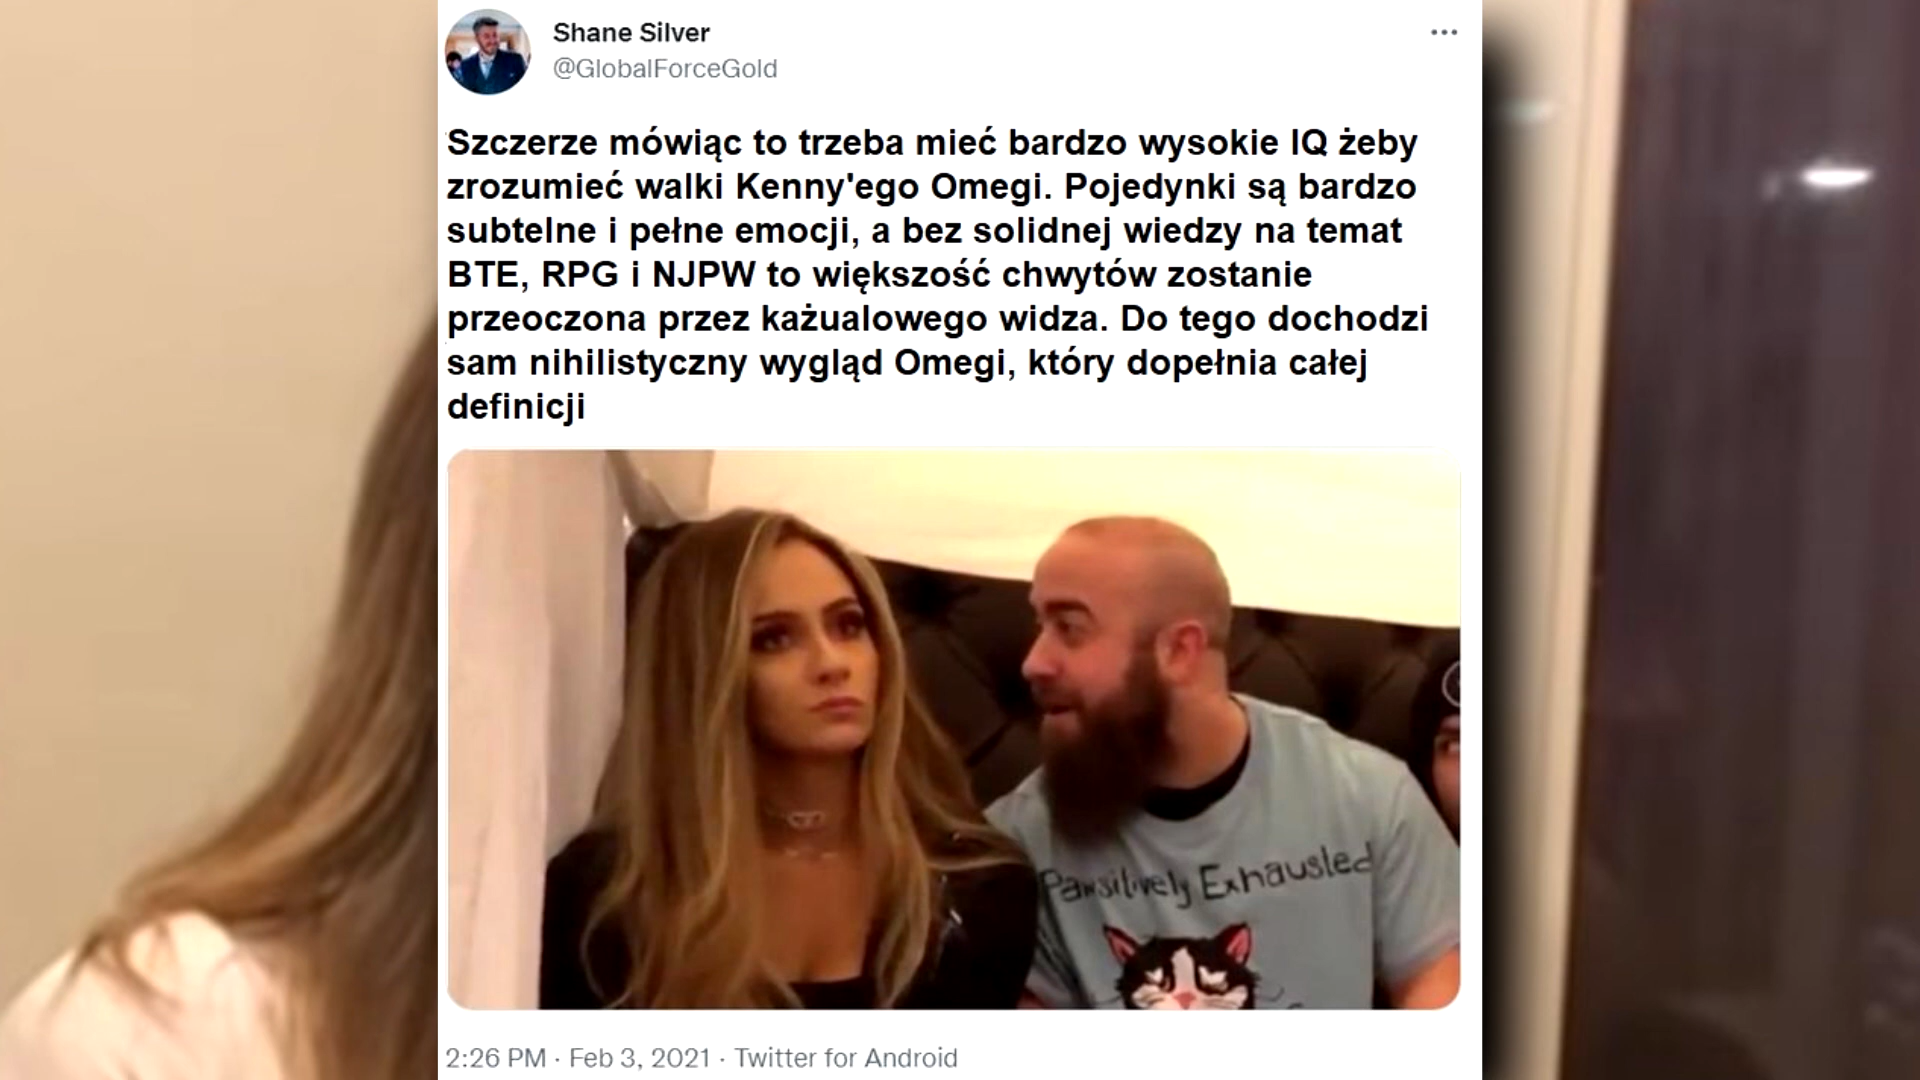 Shane Silver
@GlobalForceGold
Szczerze mówiąc to trzeba mieć bardzo wysokie IQ żeby
zrozumieć walki Kenny'ego Omegi. Pojedynki są bardzo
subtelne i pełne emocji, a bez solidnej wiedzy na temat
BTE, RPG i NJPW to większość chwytów zostanie
przeoczona przez każualowego widza. Do tego dochodzi
sam nihilistyczny wygląd Omegi, który dopełnia całej
definicji
Pawsitively Exhausted
2:26 PM · Feb 3, 2021 · Twitter for Android